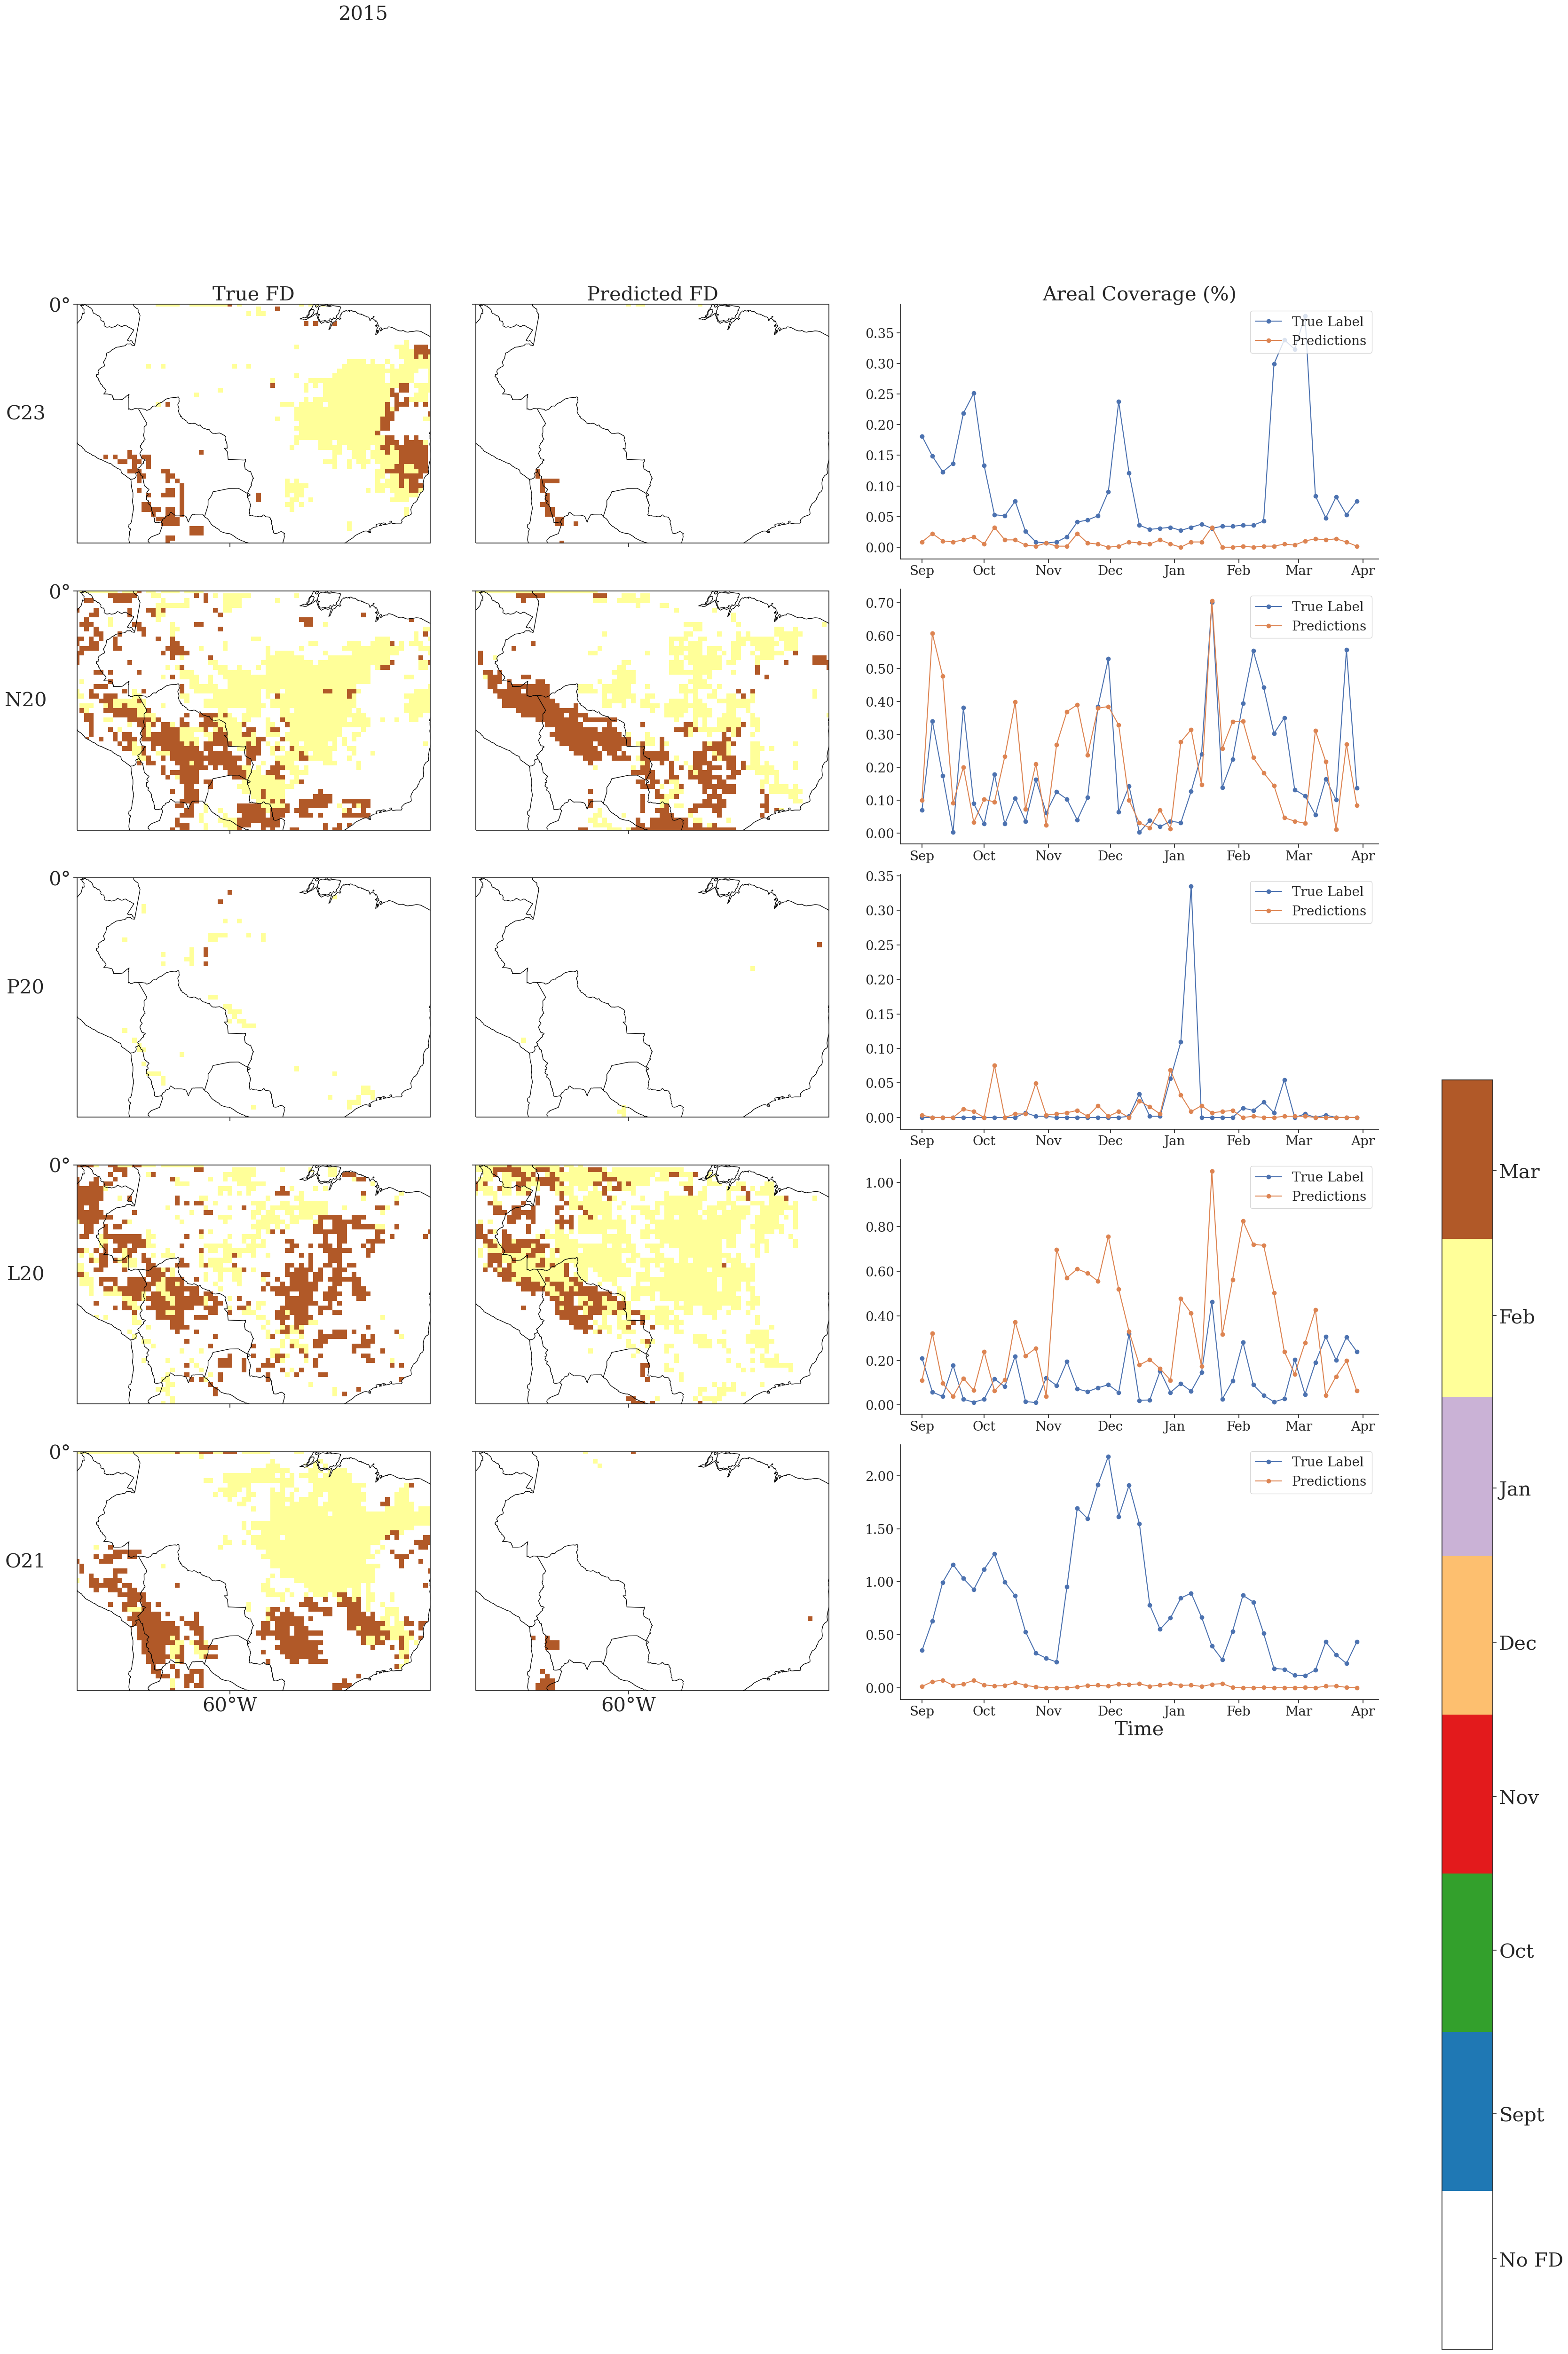 2015
True FD
Predicted FD
Areal Coverage (%)
0°
C23
0.35
0.30
0.25
0.20
0.15
0.10
0.05
0.00
True Label
Predictions
Sep Oct Nov Dec Jan Feb Mar Apr
0°
N20
0.70
0.60
0.50
0.40
0.30
0.20
0.10
0.00
True Label
Predictions
Sep Oct Nov Dec Jan Feb Mar Apr
0°
P20
0.35
0.30
0.25
0.20
0.15
0.10
0.05
0.00
True Label
Predictions
Sep Oct Nov Dec Jan Feb Mar Apr
0°
L20
1.00
0.80
0.60
0.40
0.20
0.00
True Label
Predictions
Sep Oct Nov Dec Jan Feb Mar Apr
0°
O21
60°W
60°W
2.00
1.50
1.00
0.50
0.00
True Label
Predictions
Sep Oct Nov Dec Jan Feb Mar Apr
Time
Mar
Feb
Jan
Dec
Nov
Oct
Sept
No FD